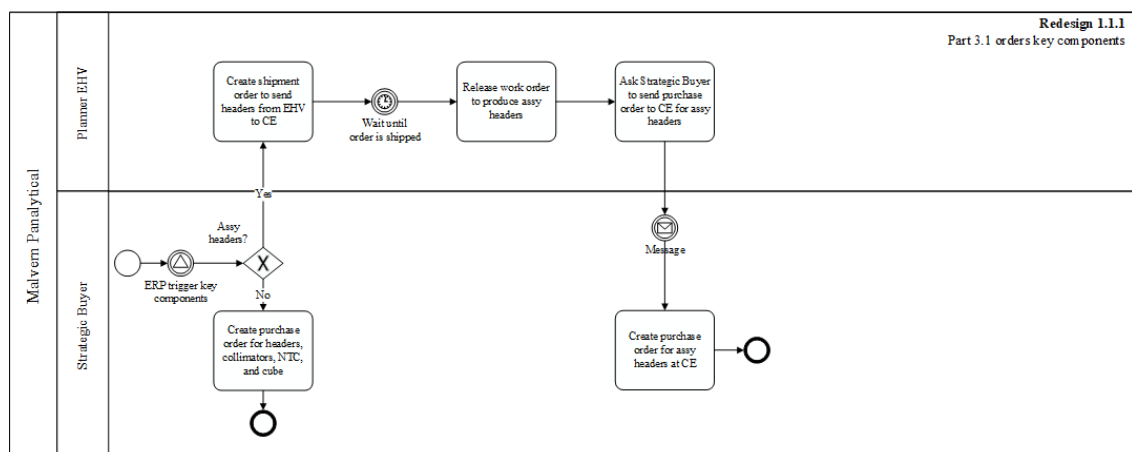 Redesign 1.1.1
Part 3.1 orders key components
Malvern Panalytical
Planner EHV
Create shipment
order to send
headers from EHV
to CE
Wait until
order is shipped
Release work order
to produce assy
headers
Ask Strategic Buyer
to send purchase
order to CE for assy
headers
Yes
Strategic Buyer
Assy
headers?
X
ERP trigger key
components
No
Message
Create purchase
order for headers,
collimators, NTC,
and cube
Create purchase
order for assy
headers at CE